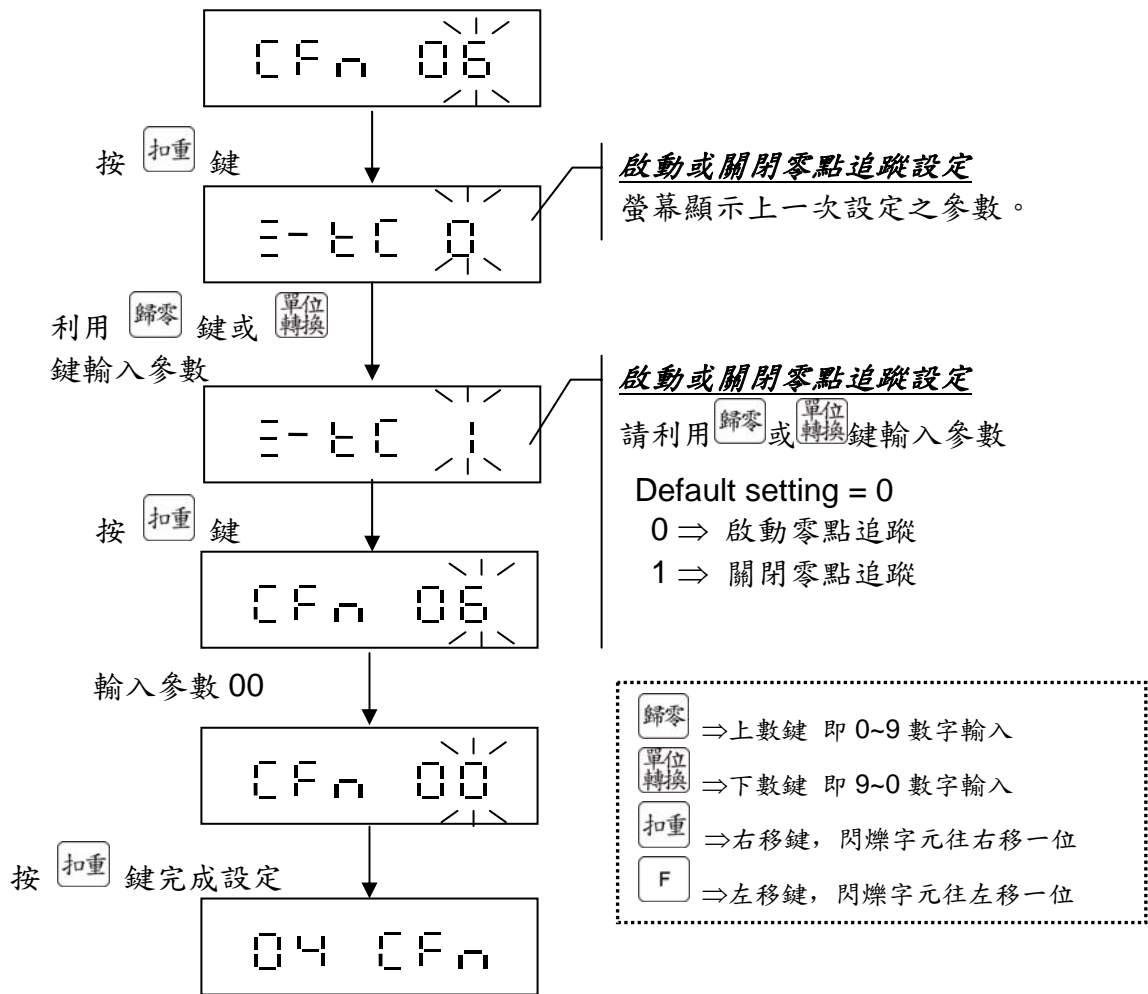 CFn 06
按 扣重 鍵
啟動或關閉零點追蹤設定
螢幕顯示上一次設定之參數。
Ξ-tC 0
利用 歸零 鍵或 單位轉換
鍵輸入參數
啟動或關閉零點追蹤設定
Ξ-tC 1
請利用歸零或單位轉換鍵輸入參數
Default setting = 0
按 扣重 鍵
0⇒ 啟動零點追蹤
1⇒ 關閉零點追蹤
CFn 06
輸入參數 00
歸零 ⇒上數鍵 即 0~9 數字輸入
CFn 00
單位轉換 ⇒下數鍵 即 9~0 數字輸入
扣重 ⇒右移鍵，閃爍字元往右移一位
按 扣重 鍵完成設定
F ⇒左移鍵，閃爍字元往左移一位
04 CFn